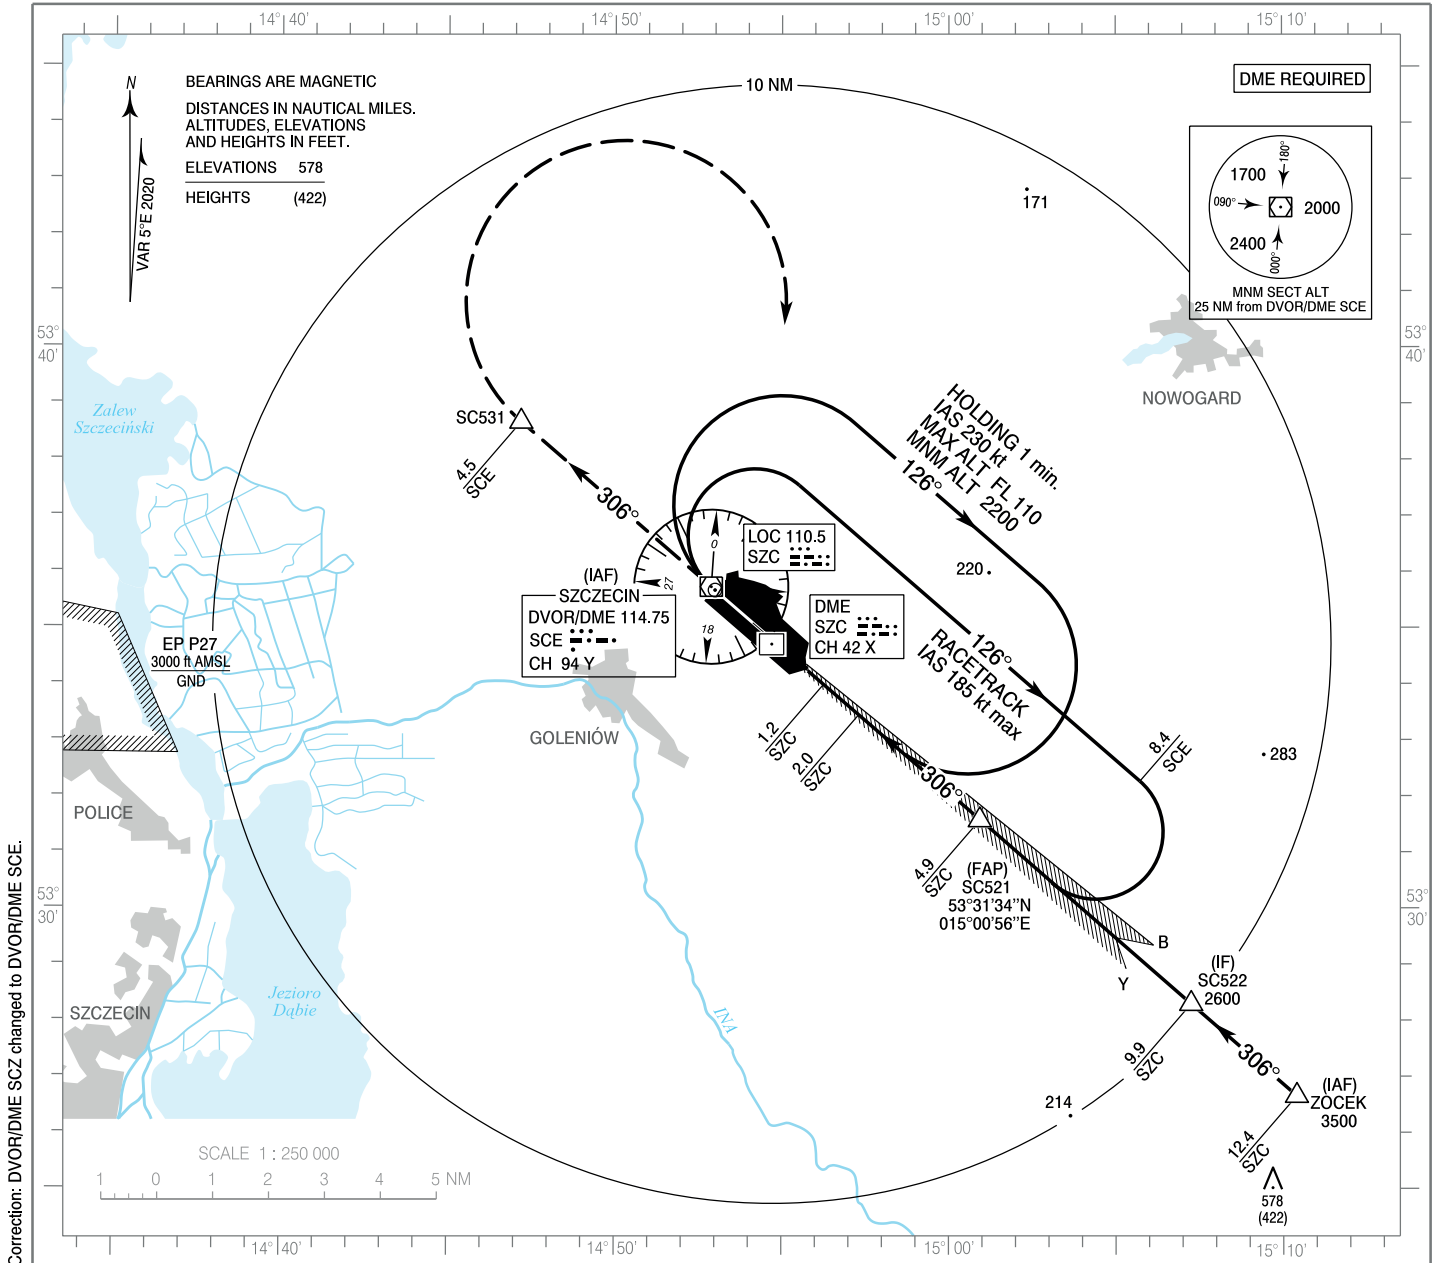 14°40'
14°50'
15°00'
15°10'
N
VAR 5°E 2020
BEARINGS ARE MAGNETIC
DISTANCES IN NAUTICAL MILES.
ALTITUDES, ELEVATIONS
AND HEIGHTS IN FEET.
ELEVATIONS 578
HEIGHTS (422)
10 NM
DME REQUIRED
180°
1700
090°
2000
2400
000°
MNM SECT ALT
25 NM from DVOR/DME SCE
171
53°
40'
53°
40'
NOWOGARD
Zalew
Szczeciński
SC531
4.5
SCE
306°
HOLDING 1 min.
IAS 230 kt
MAX ALT FL 110
MNM ALT 2200
126°
LOC 110.5
SZC
0
27
18
220
(IAF)
SZCZECIN
DVOR/DME 114.75
SCE
CH 94 Y
DME
SZC
CH 42 X
126°
RACETRACK
IAS 185 kt max
EP P27
3000 ft AMSL
GND
GOLENIÓW
1.2
SZC
2.0
SZC
306°
8.4
SCE
283
POLICE
4.9
SZC
(FAP)
SC521
53°31'34"N
015°00'56"E
53°
30'
53°
30'
B
Y
(IF)
SC522
2600
SZCZECIN
Jezioro
Dąbie
INA
9.9
SZC
306°
(IAF)
ZOCEK
3500
214
12.4
SZC
578
(422)
SCALE 1 : 250 000
1 0 1 2 3 4 5 NM
14°40'
14°50'
15°00'
15°10'
Correction: DVOR/DME SCZ changed to DVOR/DME SCE.